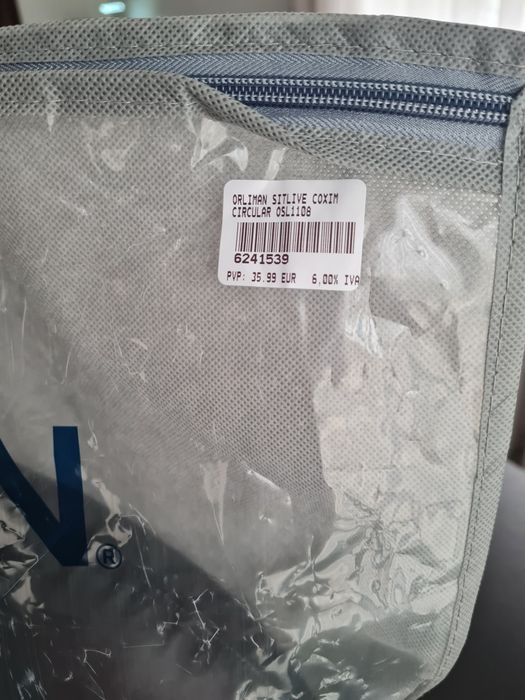 ORLIMAN SITLIVE COXIM
CIRCULAR OSL1108
6241539
PVP: 35.99 EUR 6,00% IVA
N®